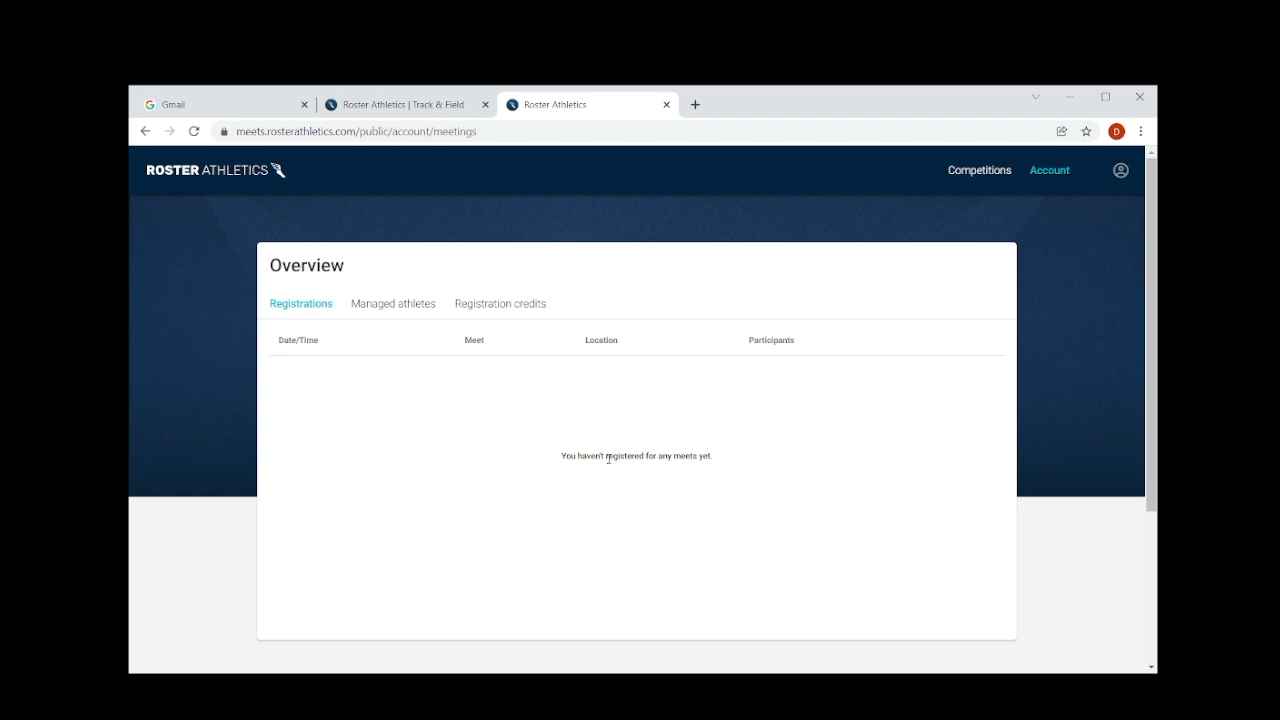 Gmail
Roster Athletics | Track & Field
Roster Athletics
meets.rosterathletics.com/public/account/meetings
D
ROSTER ATHLETICS
Competitions
Account
Overview
Registrations
Managed athletes
Registration credits
Date/Time
Meet
Location
Participants
You haven't registered for any meets yet.